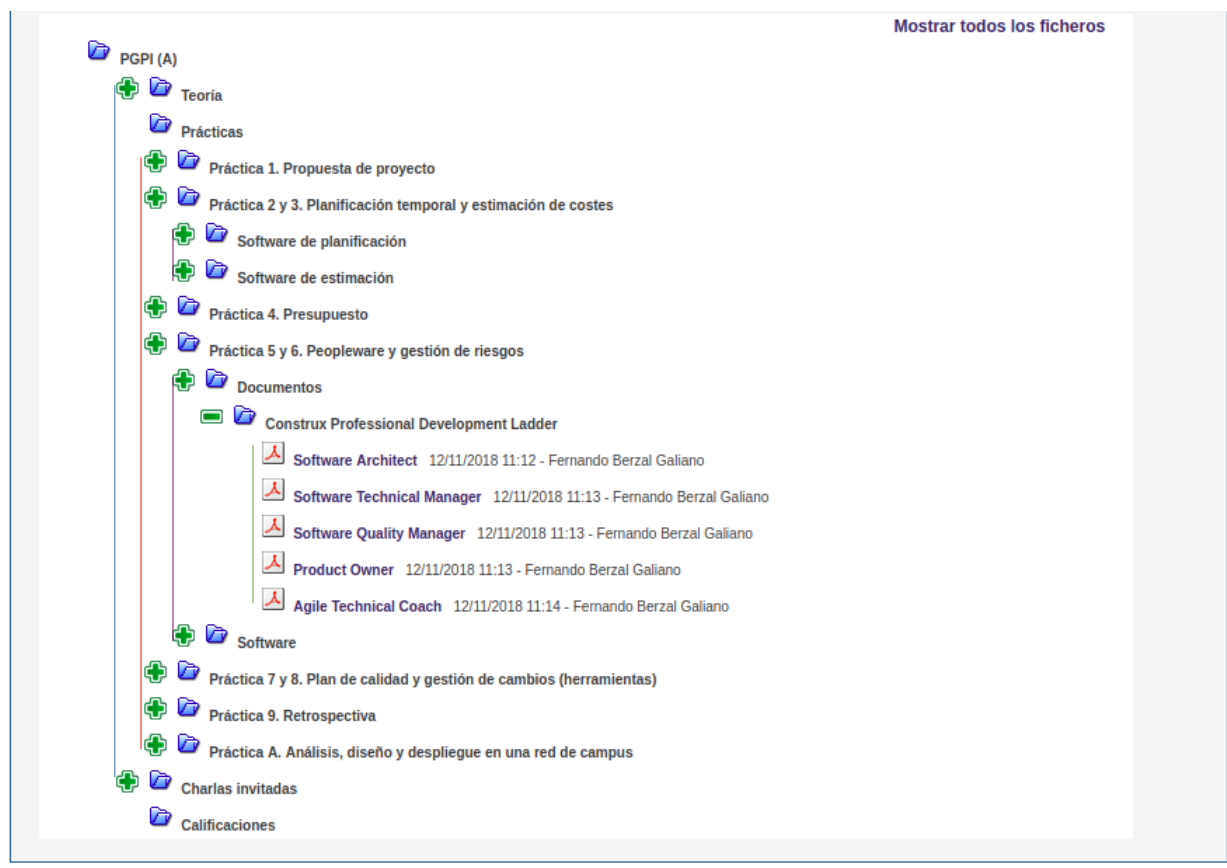 Mostrar todos los ficheros
PGPI (A)
Teoría
Prácticas
Práctica 1. Propuesta de proyecto
Práctica 2 y 3. Planificación temporal y estimación de costes
Software de planificación
Software de estimación
Práctica 4. Presupuesto
Práctica 5 y 6. Peopleware y gestión de riesgos
Documentos
Construx Professional Development Ladder
Software Architect 12/11/2018 11:12 - Fernando Berzal Galiano
Software Technical Manager 12/11/2018 11:13 - Fernando Berzal Galiano
Software Quality Manager 12/11/2018 11:13 - Fernando Berzal Galiano
Product Owner 12/11/2018 11:13 - Fernando Berzal Galiano
Agile Technical Coach 12/11/2018 11:14 - Fernando Berzal Galiano
Software
Práctica 7 y 8. Plan de calidad y gestión de cambios (herramientas)
Práctica 9. Retrospectiva
Práctica A. Análisis, diseño y despliegue en una red de campus
Charlas invitadas
Calificaciones